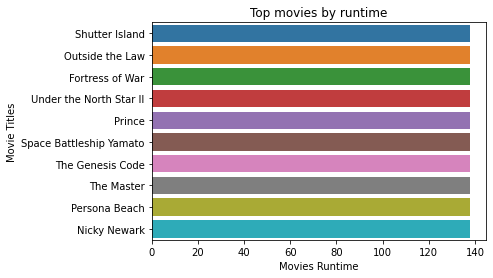 Top movies by runtime
Movie Titles
Shutter Island
Outside the Law
Fortress of War
Under the North Star II
Prince
Space Battleship Yamato
The Genesis Code
The Master
Persona Beach
Nicky Newark
0 20 40 60 80 100 120 140
Movies Runtime